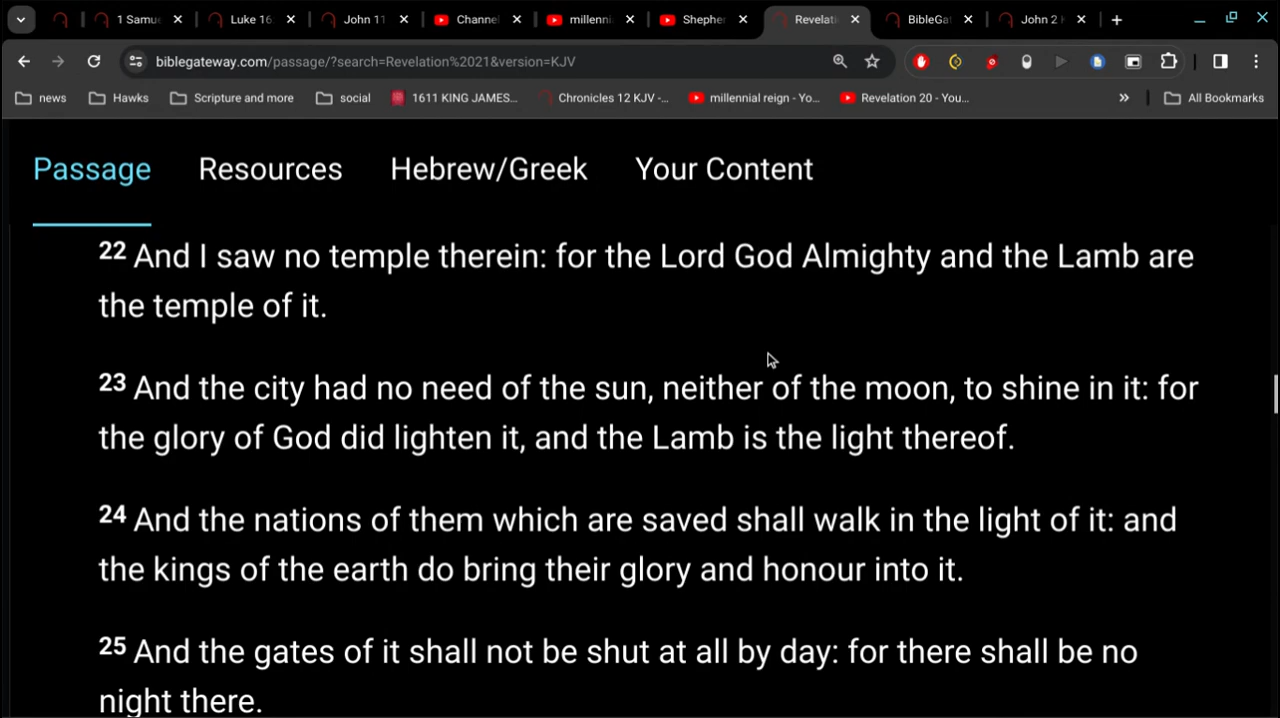 1 Samu
Luke 16:
John 11
Channel
millenni
Shephe
Revelati
BibleGa
John 2
biblegateway.com/passage/?search=Revelation%2021&version=KJV
news
Hawks
Scripture and more
social
1611 KING JAMES...
Chronicles 12 KJV -...
millennial reign - Yo...
Revelation 20 - You...
»
All Bookmarks
Passage
Resources
Hebrew/Greek
Your Content
22 And I saw no temple therein: for the Lord God Almighty and the Lamb are
the temple of it.
23 And the city had no need of the sun, neither of the moon, to shine in it: for
the glory of God did lighten it, and the Lamb is the light thereof.
24 And the nations of them which are saved shall walk in the light of it: and
the kings of the earth do bring their glory and honour into it.
25 And the gates of it shall not be shut at all by day: for there shall be no
night there.